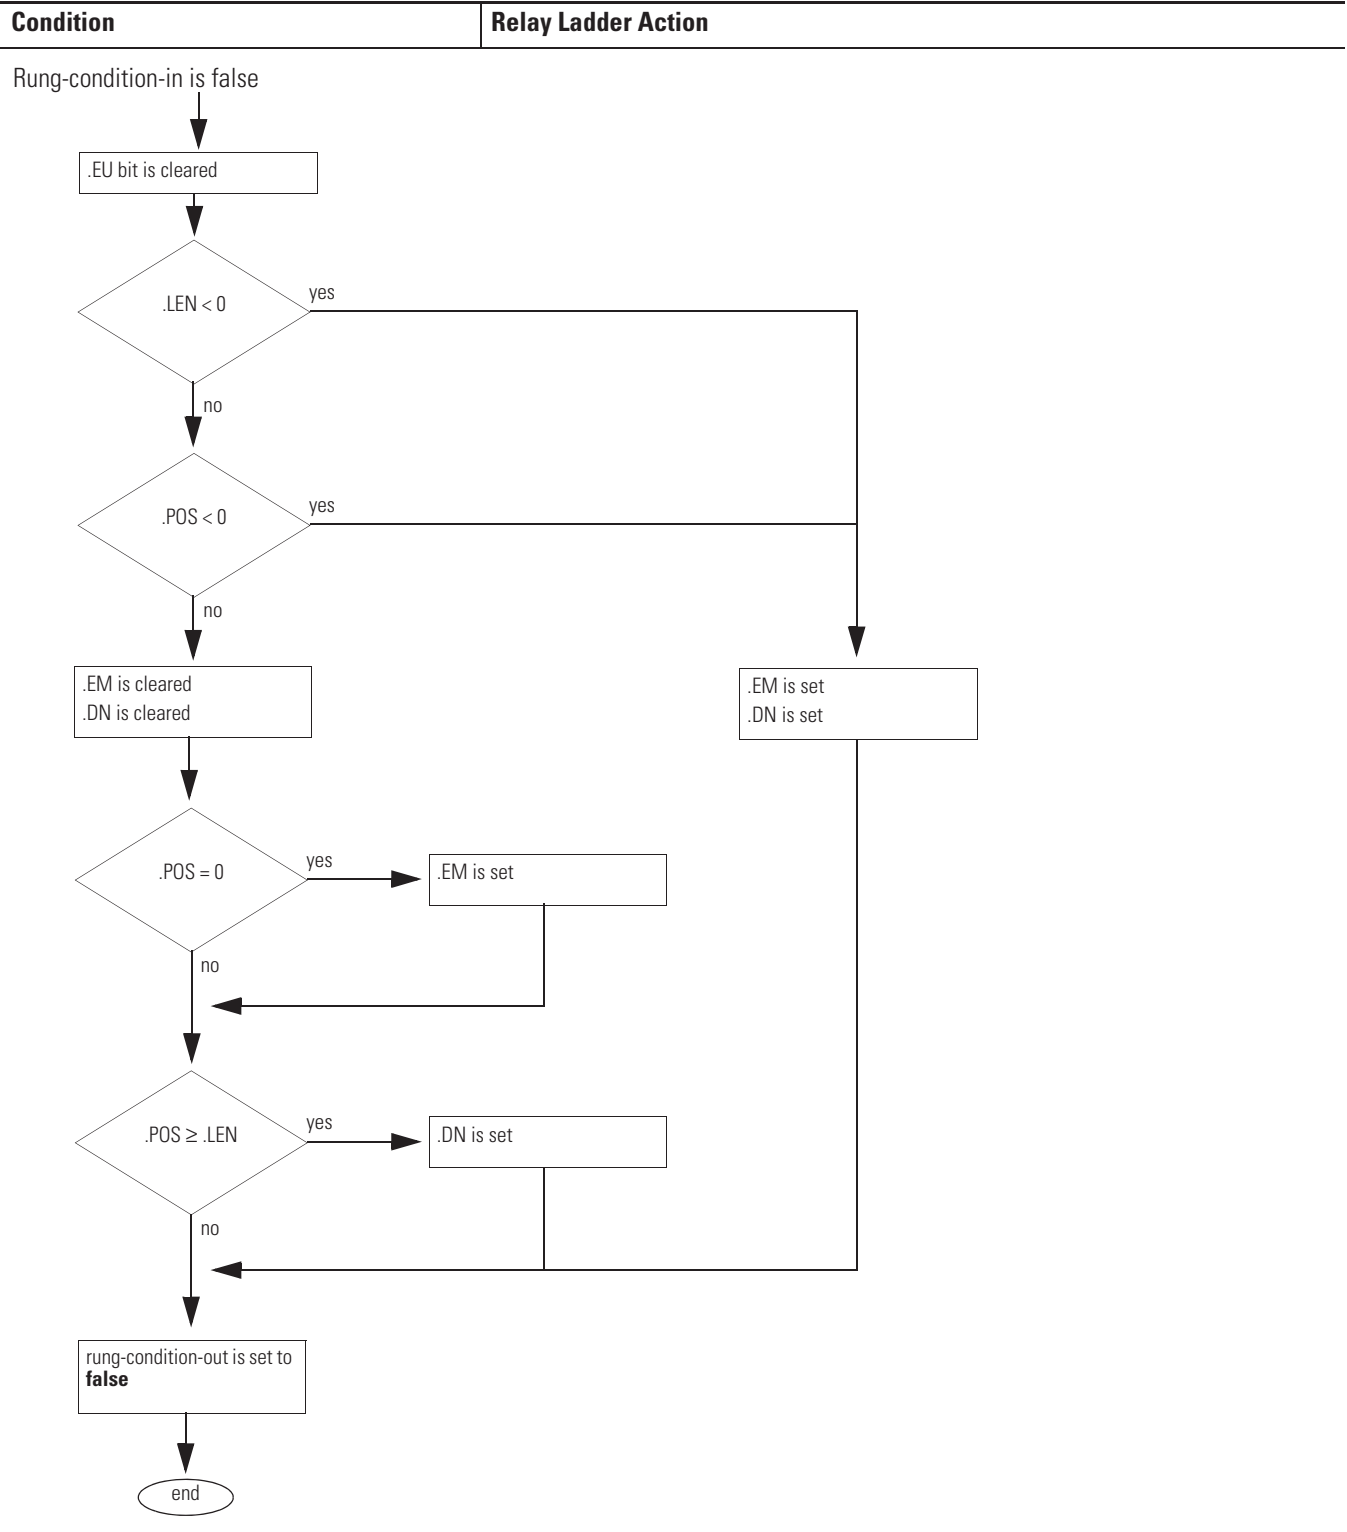 Condition
Relay Ladder Action
Rung-condition-in is false
.EU bit is cleared
.LEN < 0
yes
no
.POS < 0
yes
no
.EM is cleared
.DN is cleared
.EM is set
.DN is set
.POS = 0
yes
.EM is set
no
.POS ≥ .LEN
yes
.DN is set
no
rung-condition-out is set to
false
end